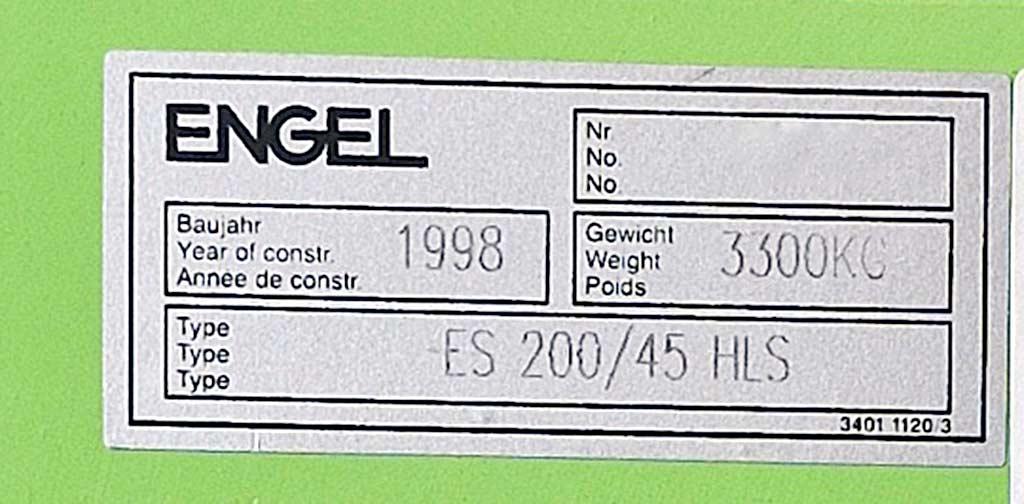 ENGEL
Nr.
No.
No.
Baujahr
Year of constr.
Année de constr.
1998
Gewicht
Weight
Poids
3300KG
Type
Type
Type
ES 200/45 HLS
3401 1120/3